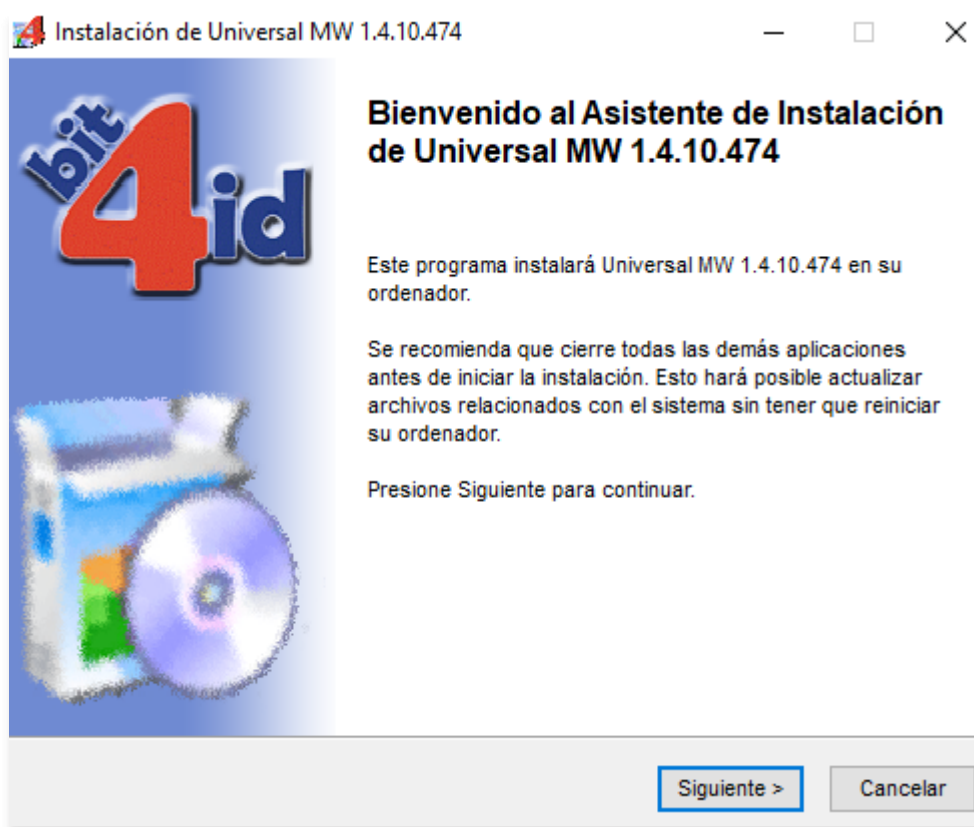 Instalación de Universal MW 1.4.10.474
bit
4
id
Bienvenido al Asistente de Instalación
de Universal MW 1.4.10.474
Este programa instalará Universal MW 1.4.10.474 en su
ordenador.
Se recomienda que cierre todas las demás aplicaciones
antes de iniciar la instalación. Esto hará posible actualizar
archivos relacionados con el sistema sin tener que reiniciar
su ordenador.
Presione Siguiente para continuar.
Siguiente >
Cancelar